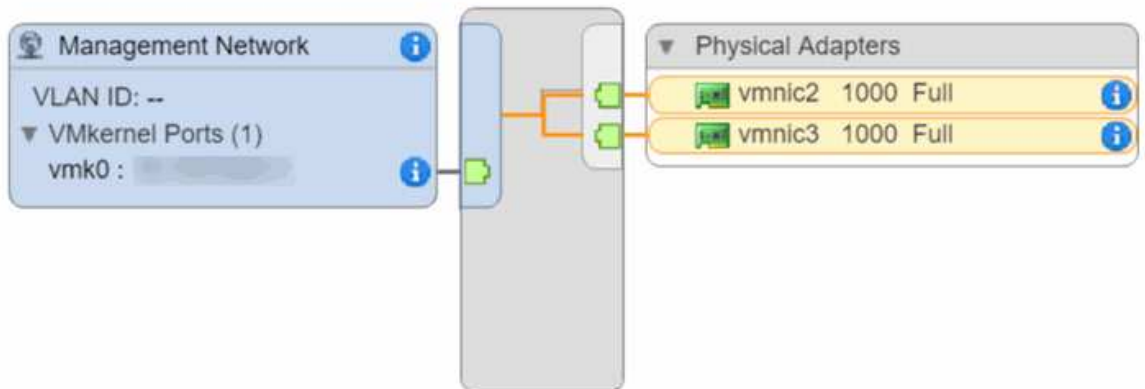 Management Network
VLAN ID: --
▼ VMkernel Ports (1)
vmk0 :
▼ Physical Adapters
vmnic2 1000 Full
vmnic3 1000 Full